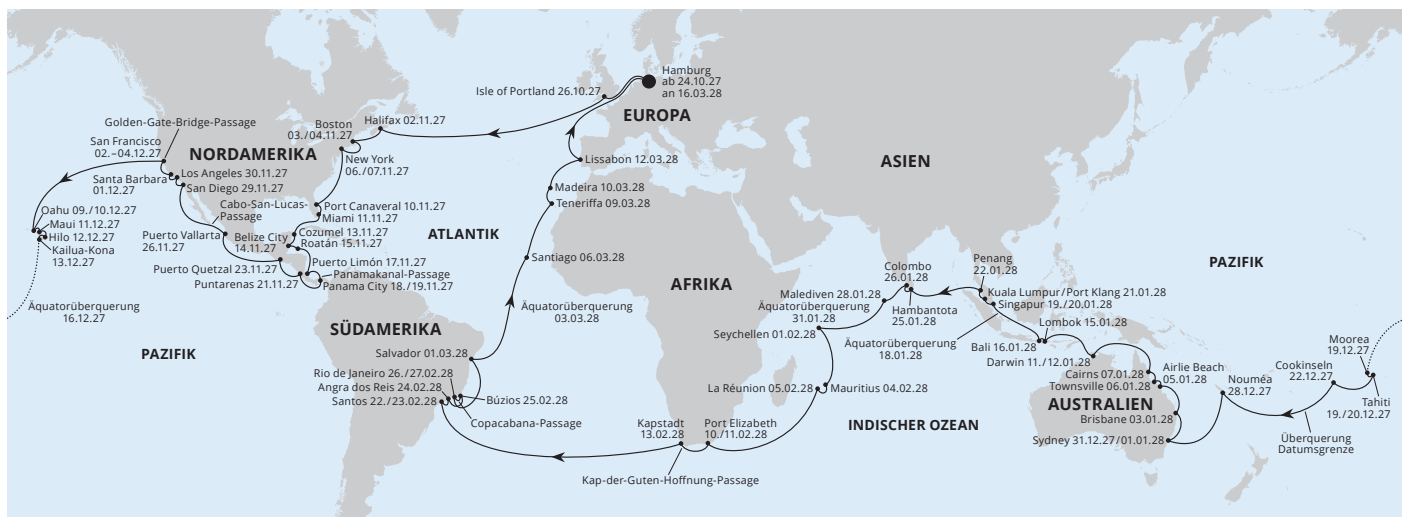 Hamburg
ab 24.10.27
an 16.03.28
Isle of Portland 26.10.27
EUROPA
Halifax 02.11.27
Boston
03./04.11.27
New York
06./07.11.27
Golden-Gate-Bridge-Passage
San Francisco
02.–04.12.27
NORDAMERIKA
Los Angeles 30.11.27
Santa Barbara
01.12.27
San Diego 29.11.27
Cabo-San-Lucas-
Passage
Port Canaveral 10.11.27
Miami 11.11.27
Cozumel 13.11.27
Belize City
14.11.27
Roatán 15.11.27
Puerto Vallarta
26.11.27
Puerto Limón 17.11.27
Puerto Quetzal 23.11.27
Panamakanal-Passage
Puntarenas 21.11.27
Panama City 18./19.11.27
Oahu 09./10.12.27
Maui 11.12.27
Hilo 12.12.27
Kailua-Kona
13.12.27
Äquatorüberquerung
16.12.27
PAZIFIK
ATLANTIK
Lissabon 12.03.28
Madeira 10.03.28
Teneriffa 09.03.28
Santiago 06.03.28
Äquatorüberquerung
03.03.28
SÜDAMERIKA
Salvador 01.03.28
Rio de Janeiro 26./27.02.28
Angra dos Reis 24.02.28
Santos 22./23.02.28
Búzios 25.02.28
Copacabana-Passage
AFRIKA
Kapstadt
13.02.28
Port Elizabeth
10./11.02.28
Kap-der-Guten-Hoffnung-Passage
ASIEN
Malediven 28.01.28
Äquatorüberquerung
31.01.28
Seychellen 01.02.28
La Réunion 05.02.28
Mauritius 04.02.28
INDISCHER OZEAN
Colombo
26.01.28
Hambantota
25.01.28
Penang
22.01.28
Kuala Lumpur/Port Klang 21.01.28
Singapur 19./20.01.28
Äquatorüberquerung
18.01.28
Lombok 15.01.28
Bali 16.01.28
Darwin 11./12.01.28
Cairns 07.01.28
Townsville 06.01.28
Airlie Beach
05.01.28
AUSTRALIEN
Brisbane 03.01.28
Sydney 31.12.27/01.01.28
Nouméa
28.12.27
PAZIFIK
Moorea
19.12.27
Cookinseln
22.12.27
Tahiti
19./20.12.27
Überquerung
Datumsgrenze